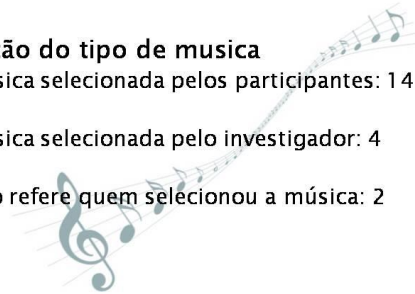 ão do tipo de musica
sica selecionada pelos participantes: 14
sica selecionada pelo investigador: 4
o refere quem selecionou a música: 2